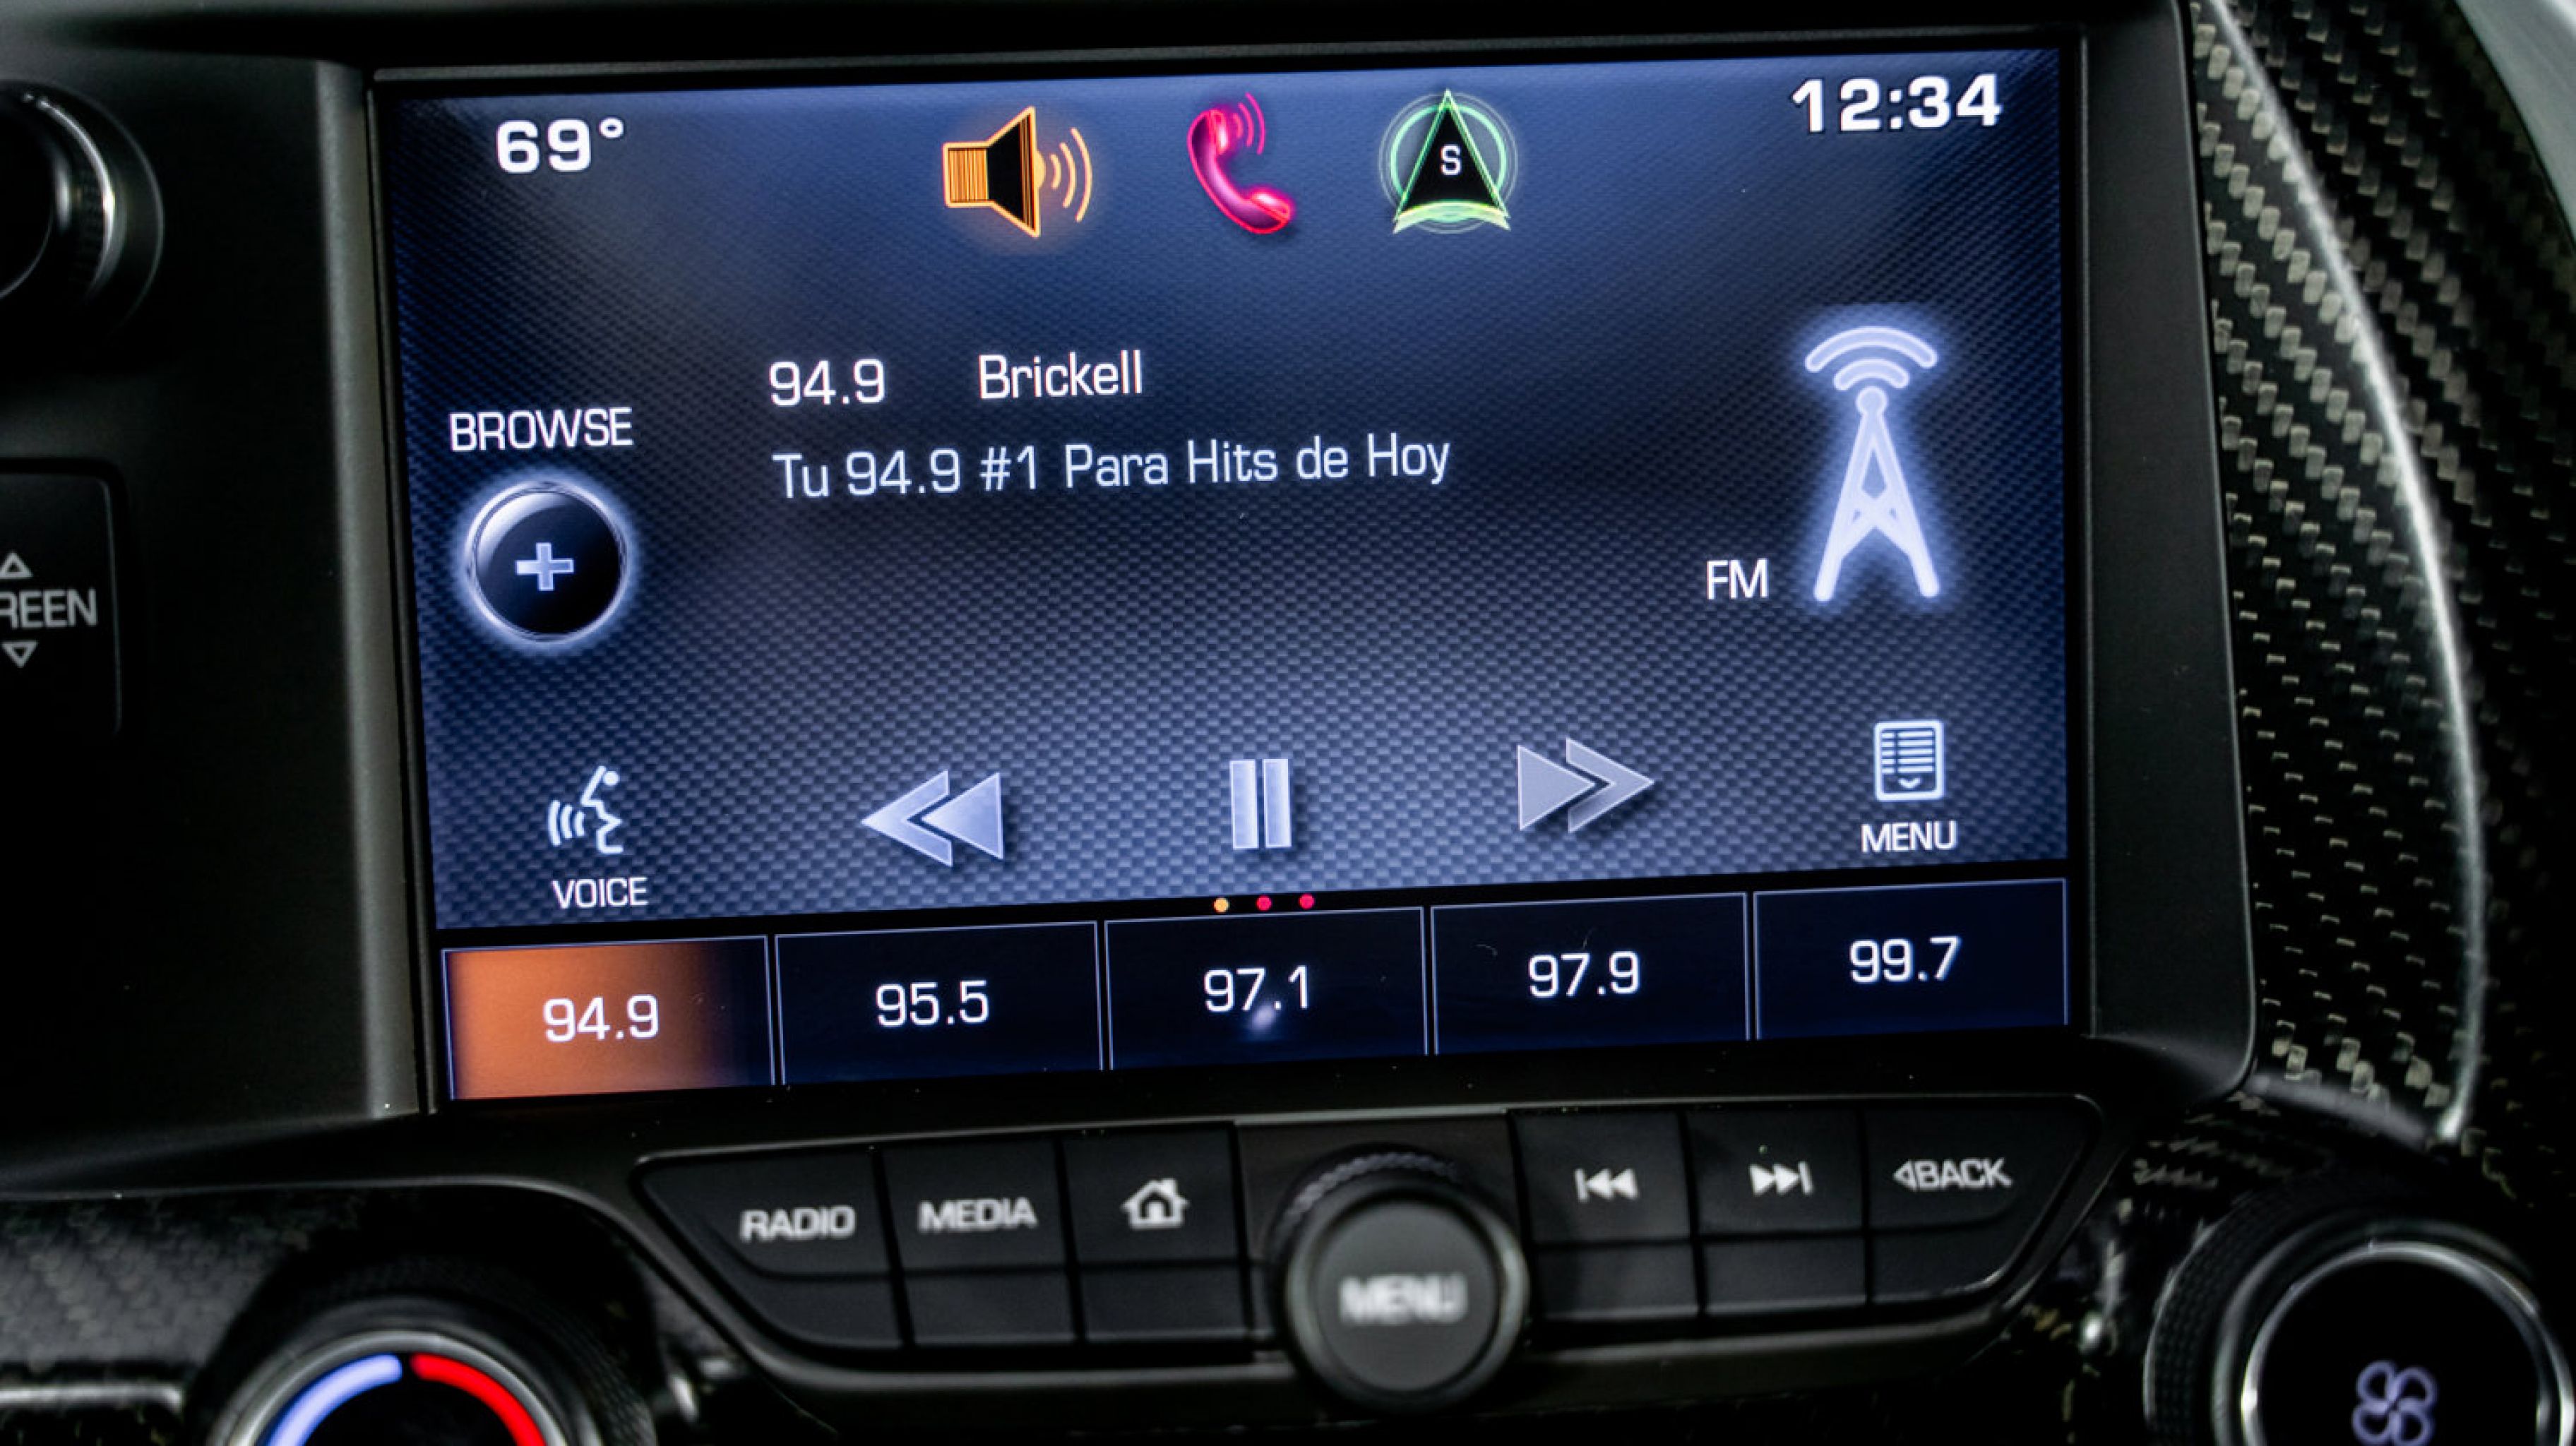 69°
S
12:34
94.9 Brickell
Tu 94.9 #1 Para Hits de Hoy
BROWSE
FM
VOICE
MENU
94.9
95.5
97.1
97.9
99.7
RADIO
MEDIA
BACK
MENU